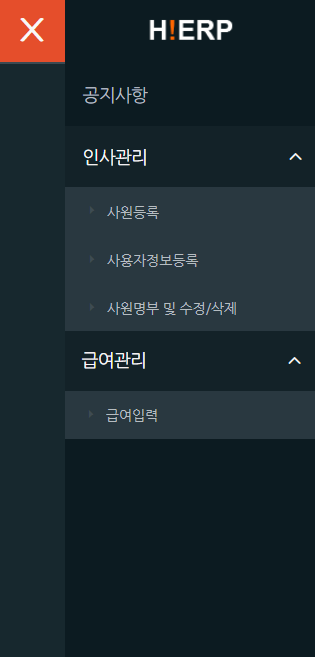 H!ERP
공지사항
인사관리
사원등록
사용자정보등록
사원명부 및 수정/삭제
급여관리
급여입력